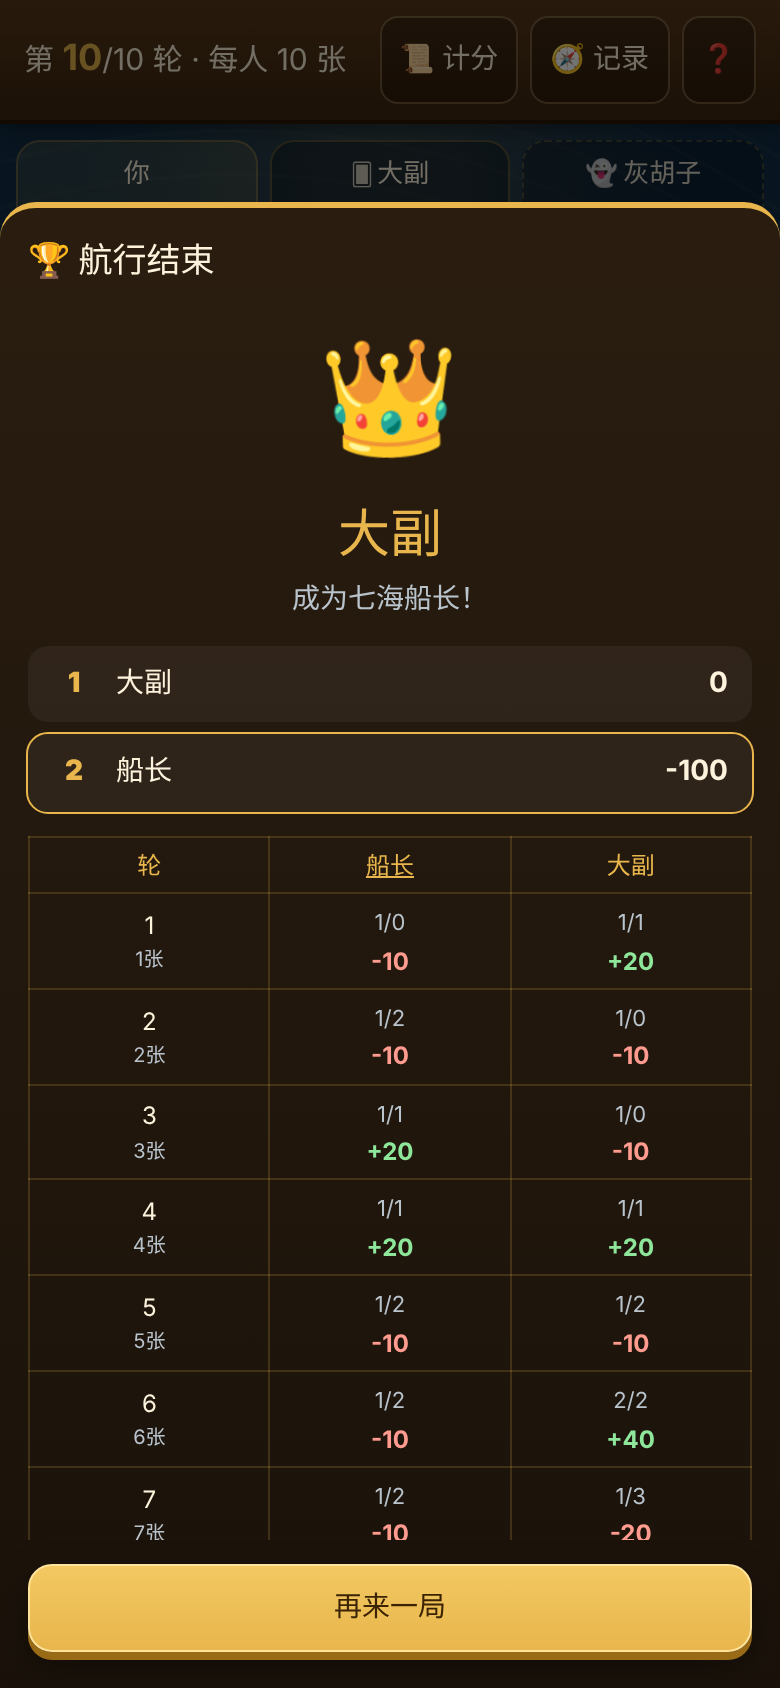 第 10/10 轮 · 每人 10 张
计分
记录
你
大副
灰胡子
航行结束
大副
成为七海船长！
1 大副 0
2 船长 -100
轮 船长 大副
1 1/0 1/1
1张 -10 +20
2 1/2 1/0
2张 -10 -10
3 1/1 1/0
3张 +20 -10
4 1/1 1/1
4张 +20 +20
5 1/2 1/2
5张 -10 -10
6 1/2 2/2
6张 -10 +40
7 1/2 1/3
7张 -10 -20
再来一局